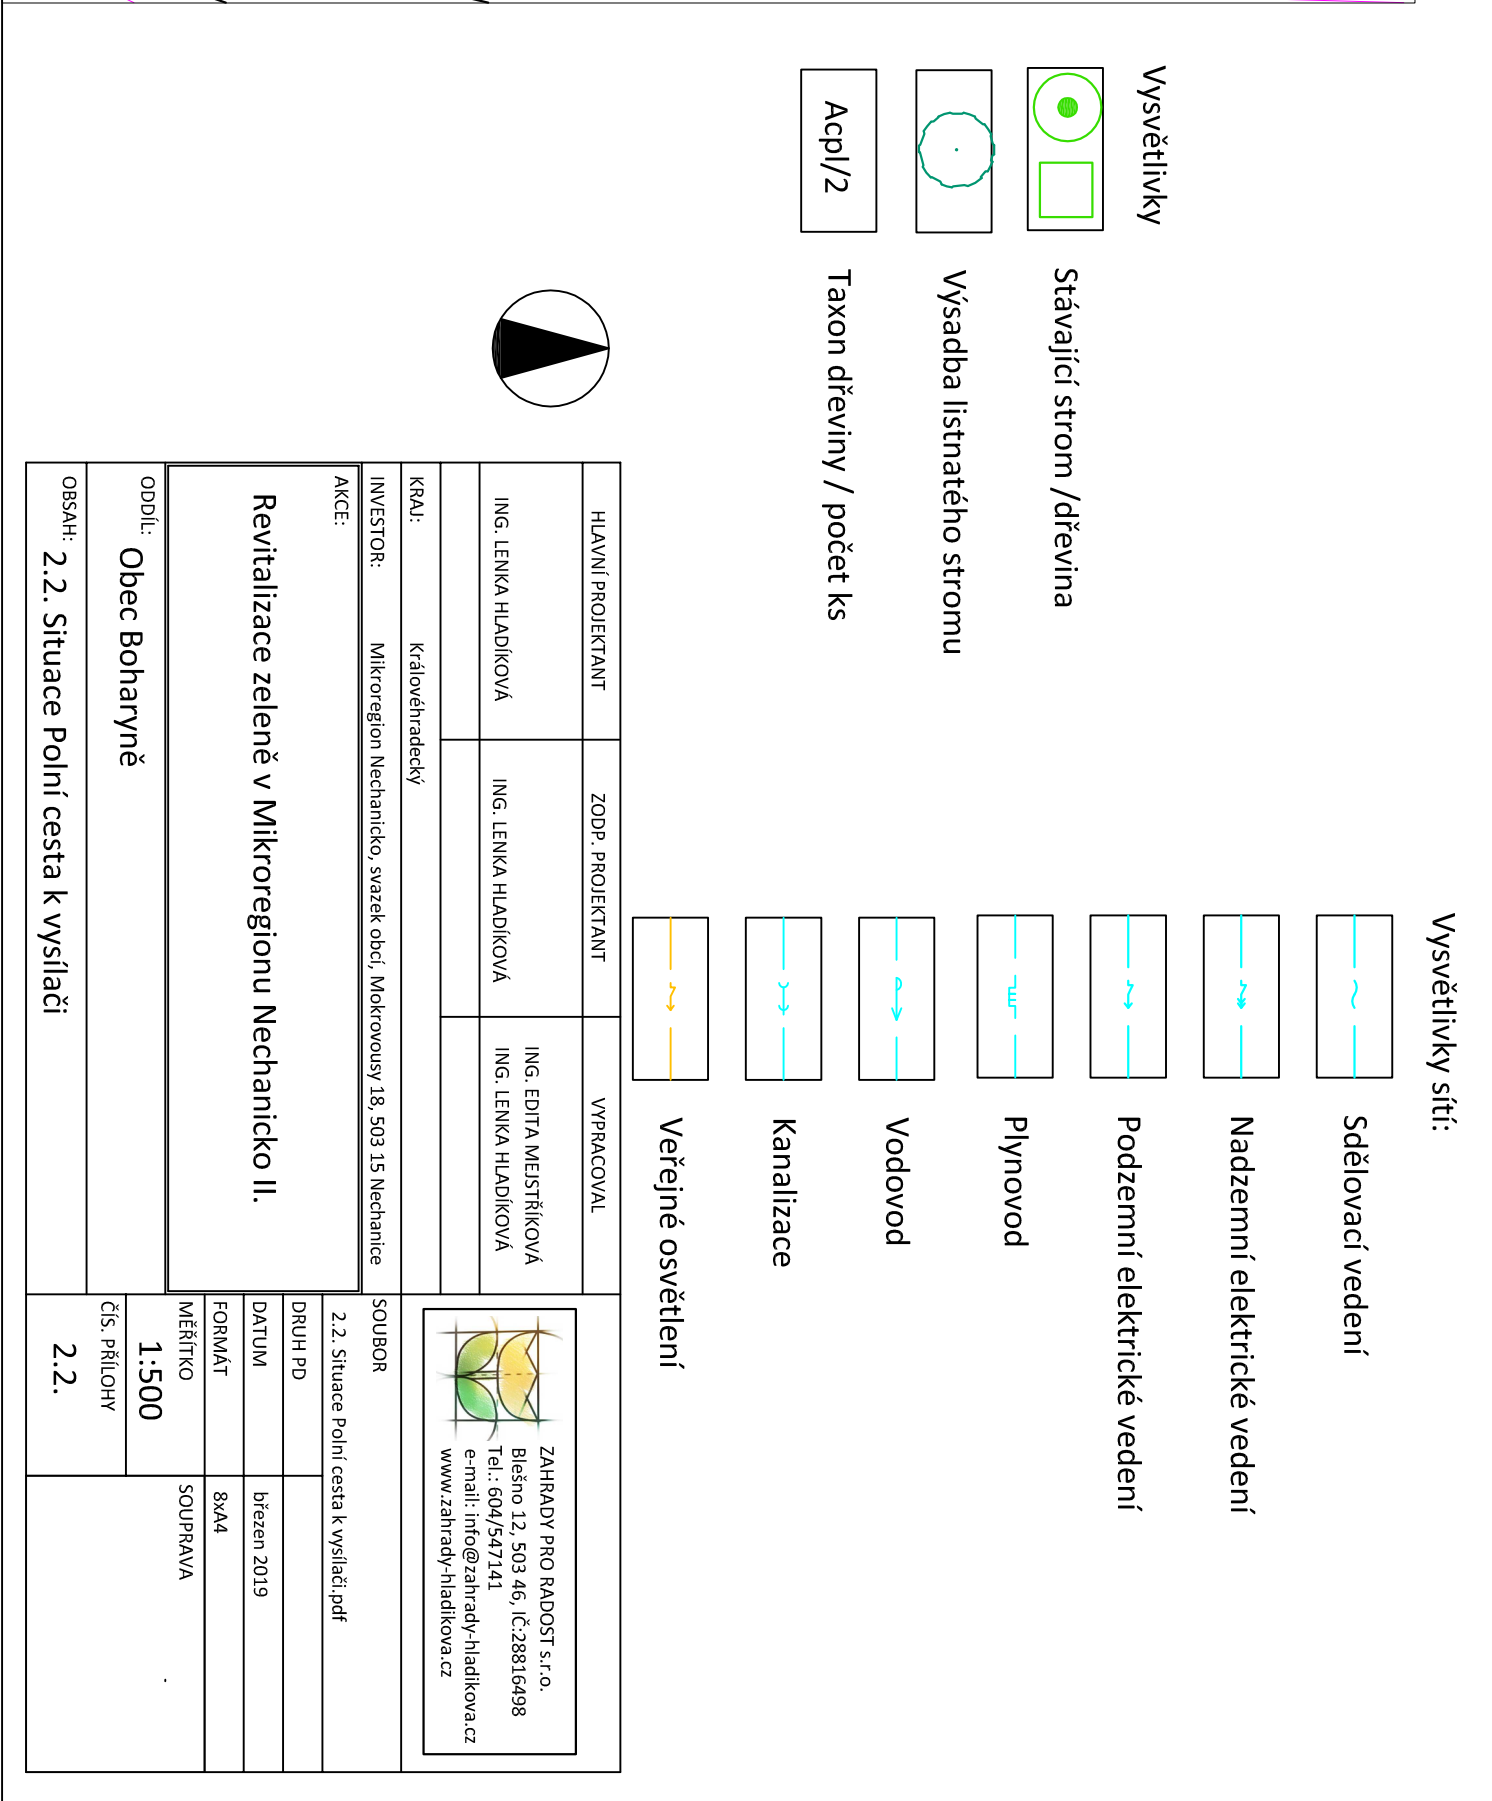 Vysvětlivky
Stávající strom /dřevina
Výsadba listnatého stromu
Acpl/2
Taxon dřeviny / počet ks
Vysvětlivky sítí:
Sdělovací vedení
Nadzemní elektrické vedení
Podzemní elektrické vedení
Plynovod
Vodovod
Kanalizace
Veřejné osvětlení
HLAVNÍ PROJEKTANT
ZODP. PROJEKTANT
VYPRACOVAL
ING. LENKA HLADÍKOVÁ
ING. LENKA HLADÍKOVÁ
ING. EDITA MEJSTŘÍKOVÁ
ING. LENKA HLADÍKOVÁ
KRAJ: Královéhradecký
INVESTOR: Mikroregion Nechanicko, svazek obcí, Mokrovousy 18, 503 15 Nechanice
AKCE:
Revitalizace zeleně v Mikroregionu Nechanicko II.
ODDÍL: Obec Boharyně
OBSAH: 2.2. Situace Polní cesta k vysílači
ZAHRADY PRO RADOST s.r.o.
Blešno 12, 503 46, IČ:28816498
Tel.: 604/547141
e-mail: info@zahrady-hladikova.cz
www.zahrady-hladikova.cz
SOUBOR
2.2. Situace Polní cesta k vysílači.pdf
DRUH PD
DATUM březen 2019
FORMÁT 8xA4
MĚŘÍTKO
1:500
SOUPRAVA
ČÍS. PŘÍLOHY
2.2.